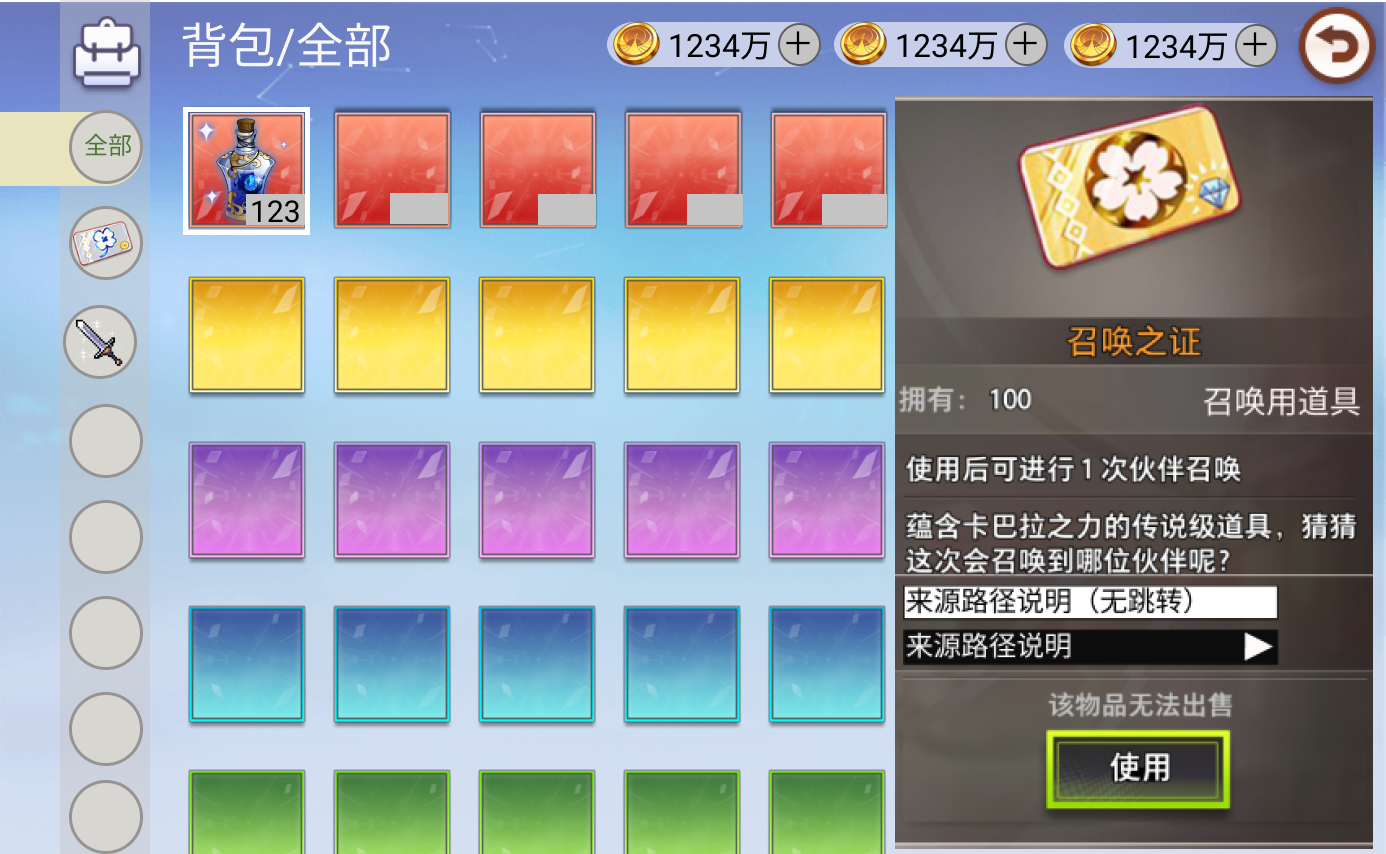 背包/全部
1234万
1234万
1234万
全部
123
召唤之证
拥有： 100
召唤用道具
使用后可进行1次伙伴召唤
蕴含卡巴拉之力的传说级道具，猜猜
这次会召唤到哪位伙伴呢?
来源路径说明（无跳转）
来源路径说明
该物品无法出售
使用